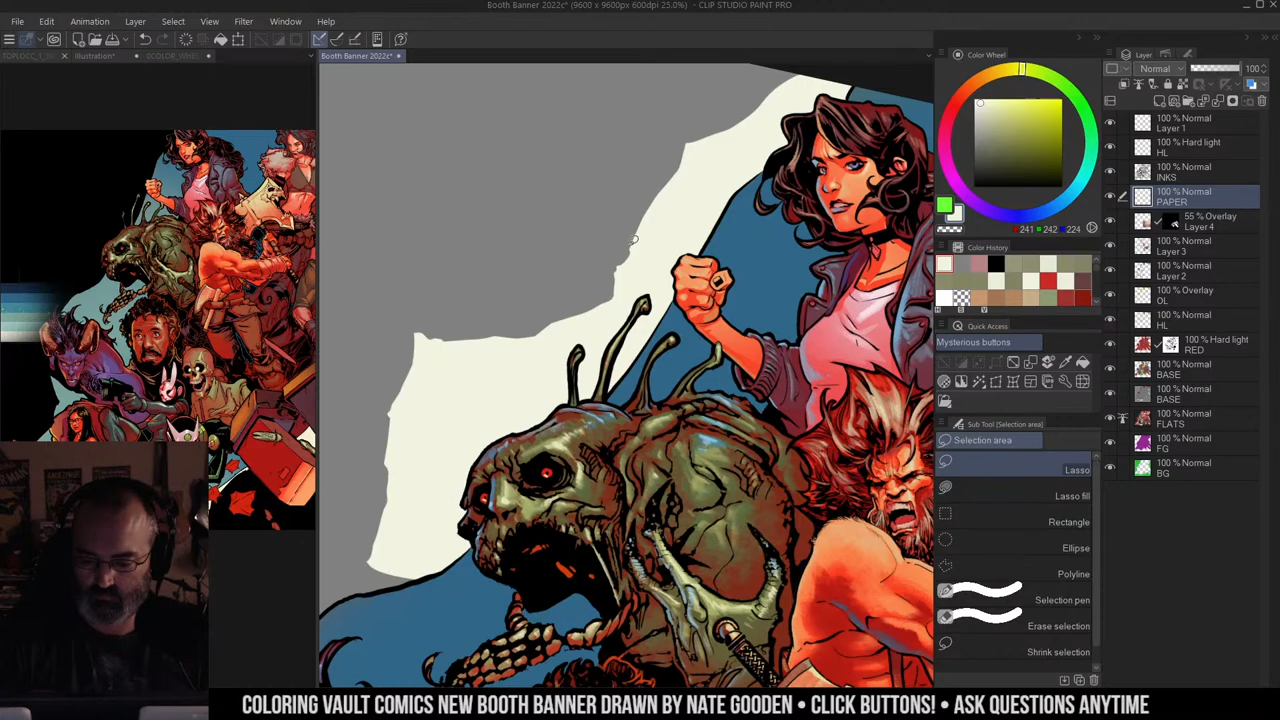 Booth Banner 2022c* (9600 x 9600px 600dpi 25.0%) - CLIP STUDIO PAINT PRO
File Edit Animation Layer Select View Filter Window Help
Illustration*
Booth Banner 2022c*
Color Wheel
241 242 224
Color History
Quick Access
Mysterious buttons
Sub Tool [Selection area]
Selection area
Lasso
Lasso fill
Rectangle
Ellipse
Polyline
Selection pen
Erase selection
Shrink selection
Layer
Normal 100
100 % Normal
Layer 1
100 % Hard light
HL
100 % Normal
INKS
100 % Normal
PAPER
55 % Overlay
Layer 4
100 % Normal
Layer 3
100 % Normal
Layer 2
100 % Overlay
OL
100 % Normal
HL
100 % Hard light
RED
100 % Normal
BASE
100 % Normal
BASE
100 % Normal
FLATS
100 % Normal
FG
100 % Normal
BG
COLORING VAULT COMICS NEW BOOTH BANNER DRAWN BY NATE GOODEN • CLICK BUTTONS! • ASK QUESTIONS ANYTIME